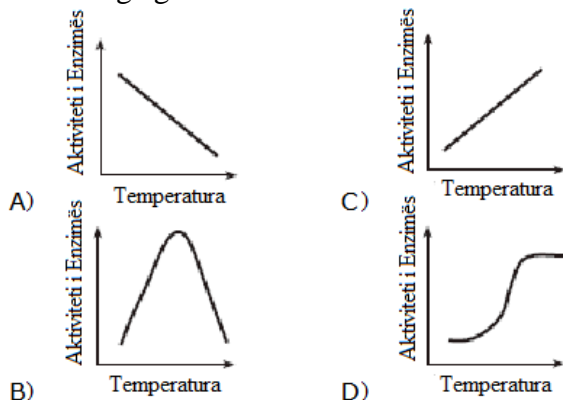 Aktiviteti i Enzimës
Temperatura
A)
Aktiviteti i Enzimës
Temperatura
C)
Aktiviteti i Enzimës
Temperatura
B)
Aktiviteti i Enzimës
Temperatura
D)